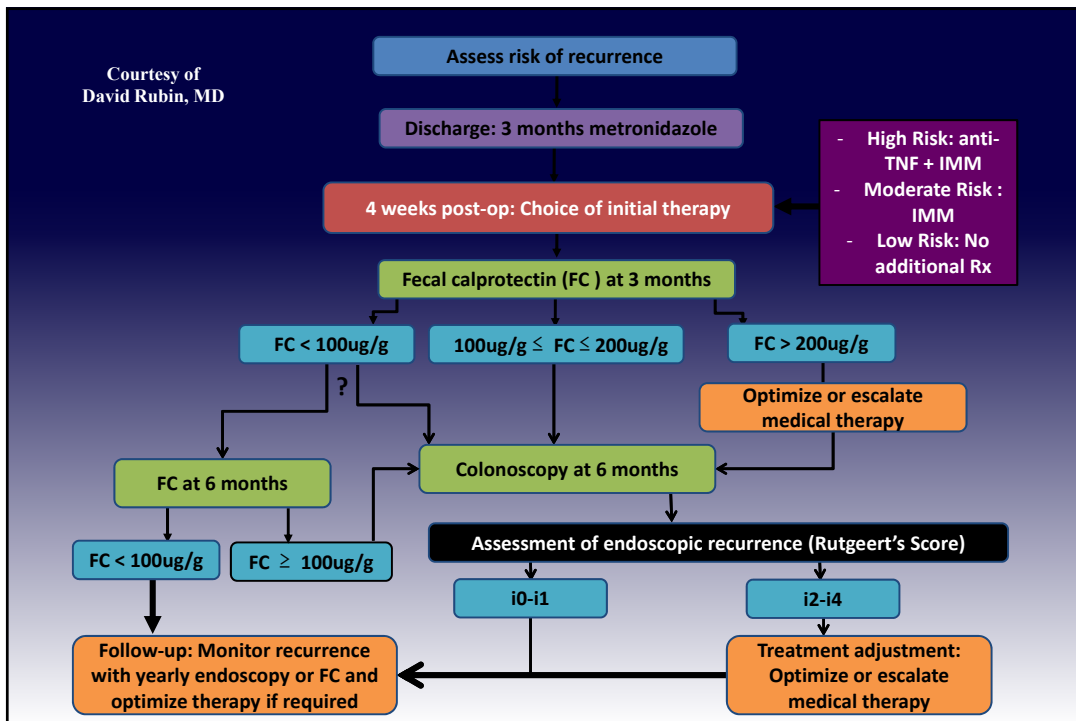 Courtesy of
David Rubin, MD
Assess risk of recurrence
Discharge: 3 months metronidazole
- High Risk: anti-
TNF + IMM
- Moderate Risk :
IMM
- Low Risk: No
additional Rx
4 weeks post-op: Choice of initial therapy
Fecal calprotectin (FC ) at 3 months
FC < 100ug/g
100ug/g ≤ FC ≤ 200ug/g
FC > 200ug/g
?
Optimize or escalate
medical therapy
FC at 6 months
Colonoscopy at 6 months
FC < 100ug/g
FC ≥ 100ug/g
Assessment of endoscopic recurrence (Rutgeert’s Score)
i0-i1
i2-i4
Follow-up: Monitor recurrence
with yearly endoscopy or FC and
optimize therapy if required
Treatment adjustment:
Optimize or escalate
medical therapy